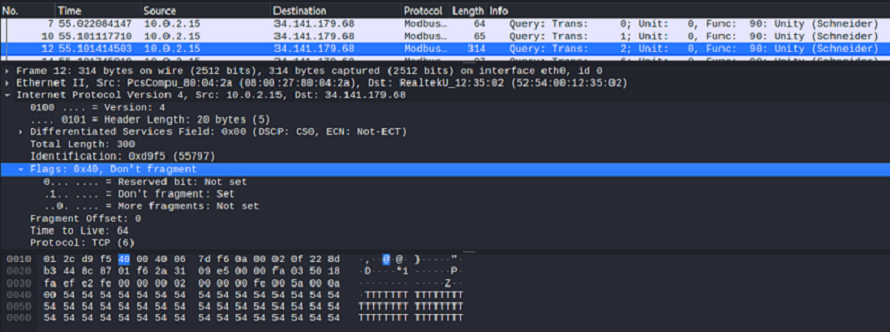 No. Time Source Destination Protocol Length Info
7 55.022084147 10.0.2.15 34.141.179.68 Modbus… 64 Query: Trans: 0; Unit: 0, Func: 90: Unity (Schneider)
10 55.101117710 10.0.2.15 34.141.179.68 Modbus… 65 Query: Trans: 1; Unit: 0, Func: 90: Unity (Schneider)
12 55.101414503 10.0.2.15 34.141.179.68 Modbus… 314 Query: Trans: 2; Unit: 0, Func: 90: Unity (Schneider)
Frame 12: 314 bytes on wire (2512 bits), 314 bytes captured (2512 bits) on interface eth0, id 0
Ethernet II, Src: PcsCompu_80:04:2a (08:00:27:80:04:2a), Dst: RealtekU_12:35:02 (52:54:00:12:35:02)
Internet Protocol Version 4, Src: 10.0.2.15, Dst: 34.141.179.68
0100 .... = Version: 4
.... 0101 = Header Length: 20 bytes (5)
Differentiated Services Field: 0x00 (DSCP: CS0, ECN: Not-ECT)
Total Length: 300
Identification: 0xd9f5 (55797)
Flags: 0x40, Don't fragment
0... .... = Reserved bit: Not set
.1.. .... = Don't fragment: Set
..0. .... = More fragments: Not set
Fragment Offset: 0
Time to Live: 64
Protocol: TCP (6)
0010 01 2c d9 f5 40 00 40 06 7d f6 0a 00 02 0f 22 8d ·,··@·@· }·····"·
0020 b3 44 8c 87 01 f6 2a 31 09 e5 00 00 fa 03 50 18 ·D····*1 ······P·
0030 fa ef e2 fe 00 00 00 02 00 00 00 fe 00 5a 00 0a ········ ·····Z··
0040 00 54 54 54 54 54 54 54 54 54 54 54 54 54 54 54 ·TTTTTTT TTTTTTTT
0050 54 54 54 54 54 54 54 54 54 54 54 54 54 54 54 54 TTTTTTTT TTTTTTTT
0060 54 54 54 54 54 54 54 54 54 54 54 54 54 54 54 54 TTTTTTTT TTTTTTTT